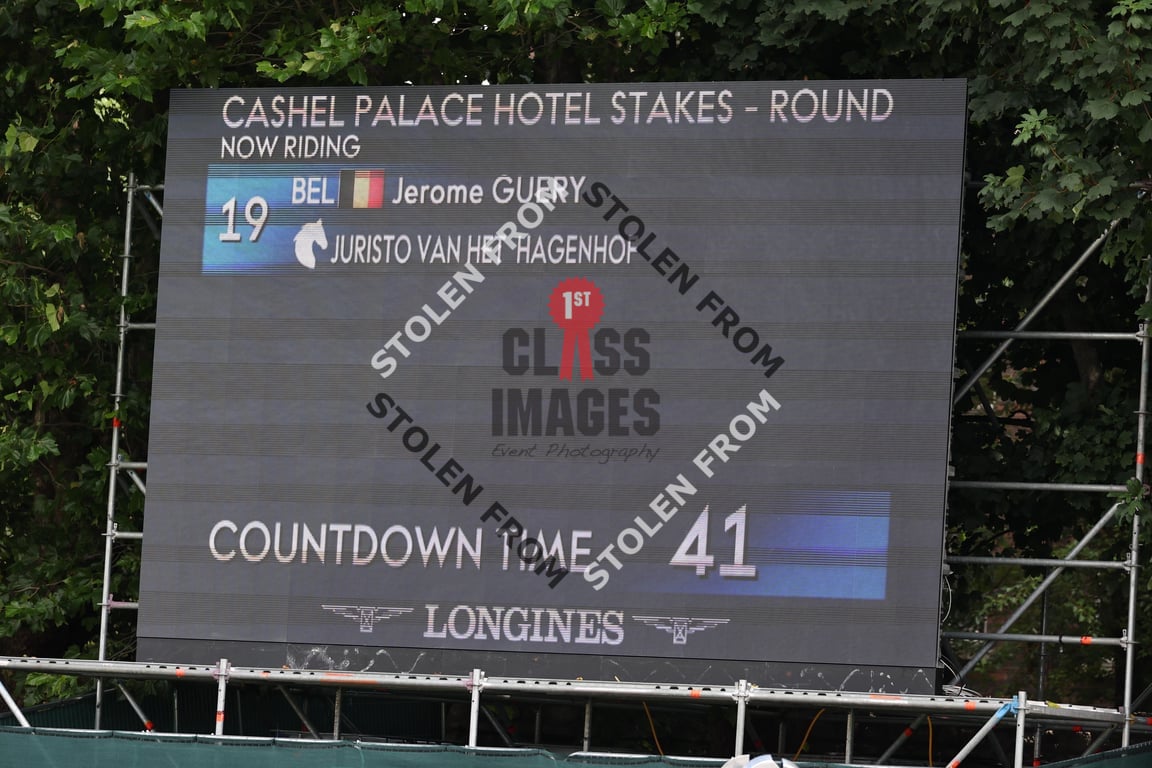 CASHEL PALACE HOTEL STAKES - ROUND
NOW RIDING
19 BEL Jerome GUERY
JURISTO VAN HET HAGENHOF
STOLEN FROM
STOLEN FROM
1ST
CLASS
IMAGES
Event Photography
STOLEN FROM
STOLEN FROM
COUNTDOWN TIME 41
LONGINES